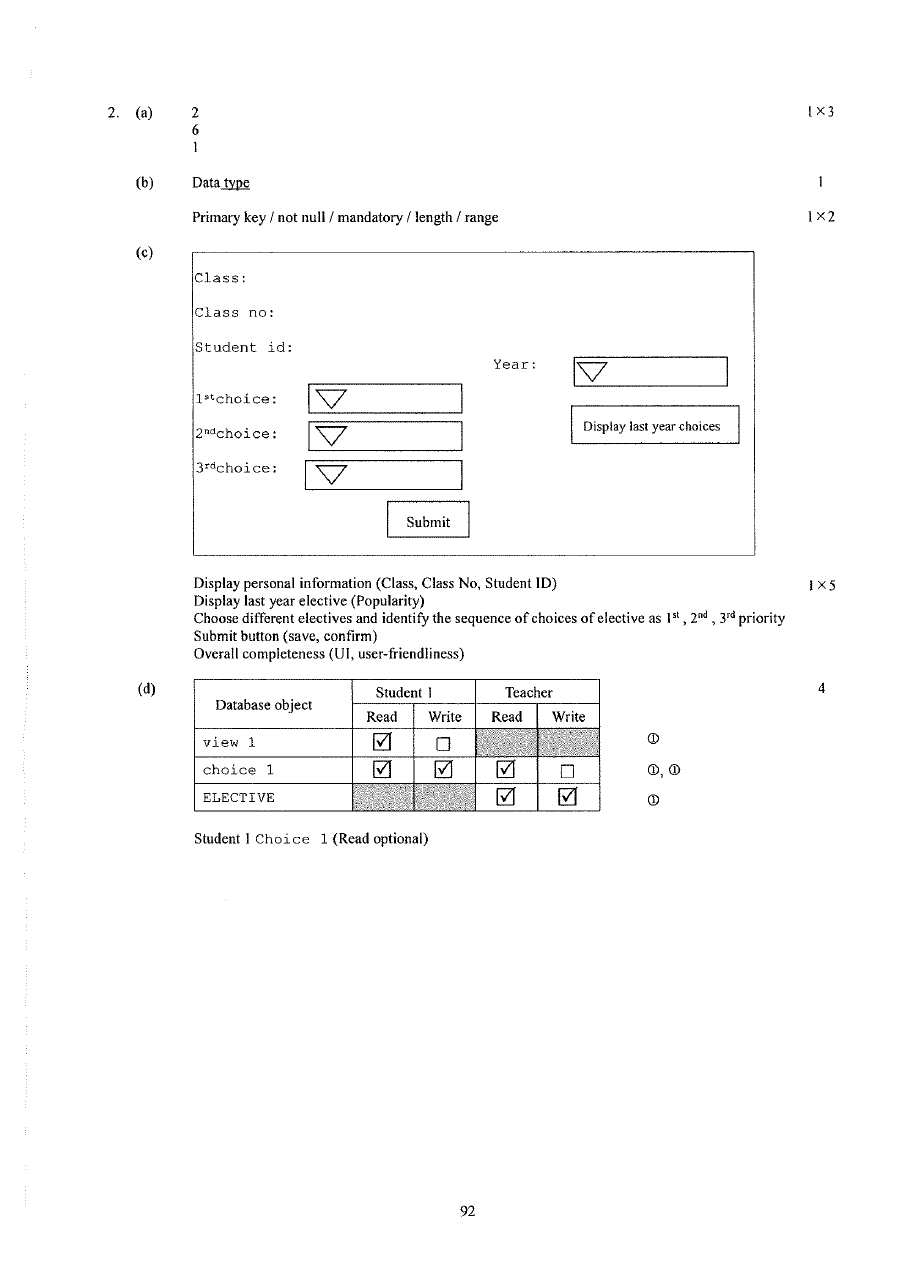 2. (a) 2 1×3
6
1
(b) Data type 1
Primary key / not null / mandatory / length / range 1×2
(c)
Class:
Class no:
Student id:
Year:
1stchoice:
Display last year choices
2ndchoice:
3rdchoice:
Submit
Display personal information (Class, Class No, Student ID) 1×5
Display last year elective (Popularity)
Choose different electives and identify the sequence of choices of elective as 1st , 2nd , 3rd priority
Submit button (save, confirm)
Overall completeness (UI, user-friendliness)
(d) Database object Student 1 Teacher 4
Read Write Read Write
view 1 ☑ ☐ ①
choice 1 ☑ ☑ ☑ ☐ ①, ①
ELECTIVE ☑ ☑ ①
Student 1 Choice 1 (Read optional)
92